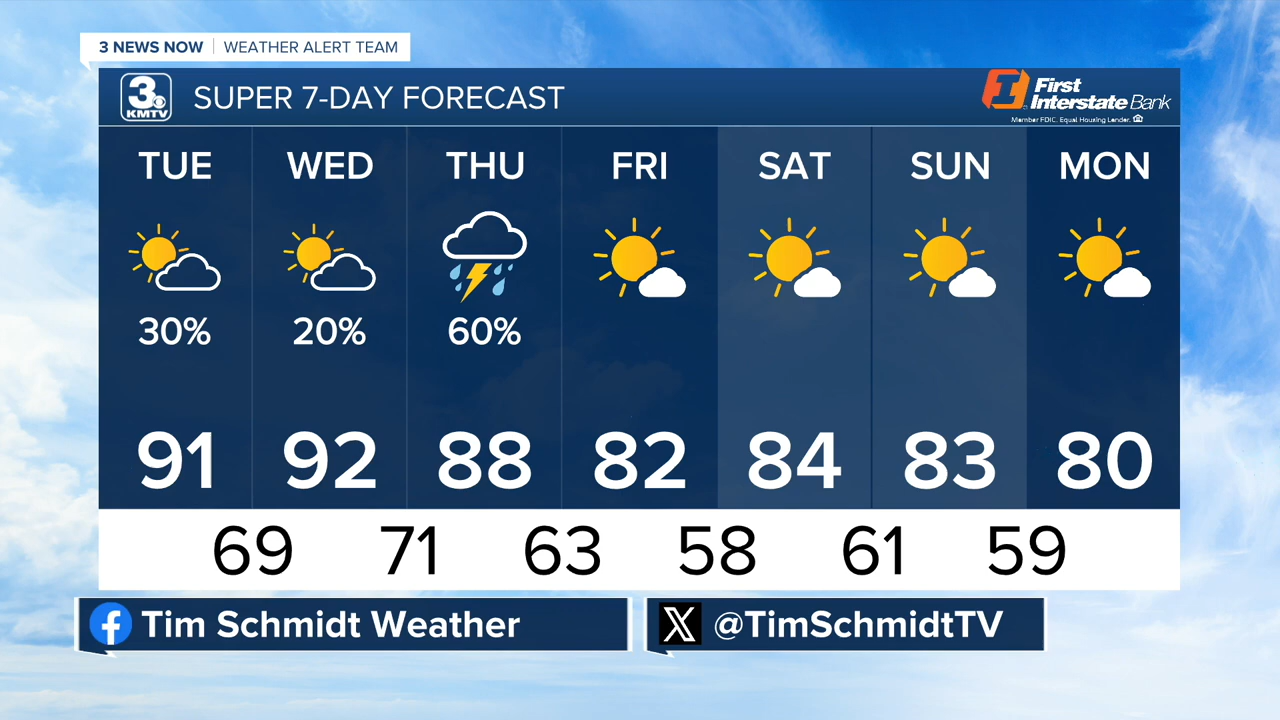 3 NEWS NOW | WEATHER ALERT TEAM
3 KMTV
SUPER 7-DAY FORECAST
First
Interstate Bank
Member FDIC. Equal Housing Lender.
TUE WED THU FRI SAT SUN MON
30% 20% 60%
91 92 88 82 84 83 80
69 71 63 58 61 59
Tim Schmidt Weather
@TimSchmidtTV